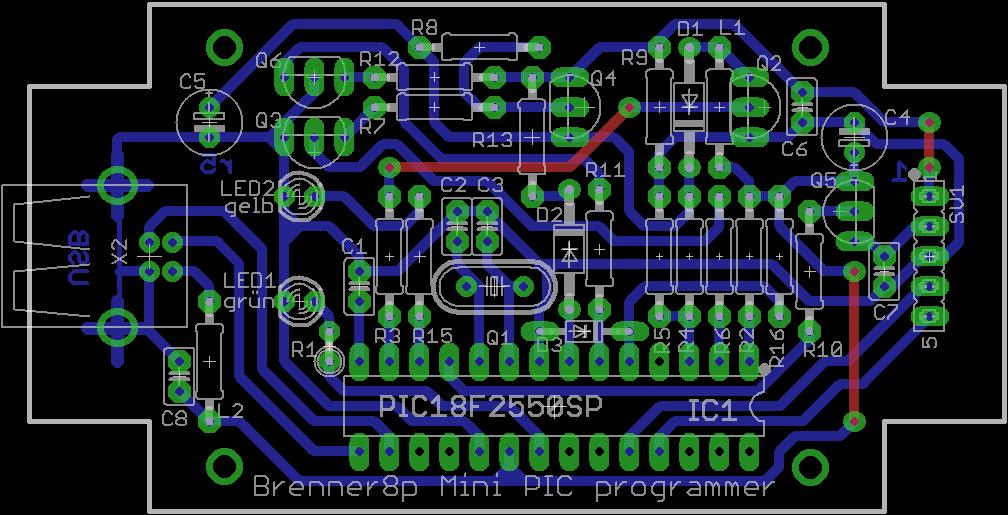 R8
D1
L1
Q6
R12
R9
Q2
C5
Q4
Q3
R7
R13
C4
C6
1
R11
Q5
LED2
gelb
C2
C3
D2
SU1
X2
USB
C1
LED1
grün
C7
R1
R3
R15
Q1
D3
R5
R4
R6
R2
R16
R10
5
C8
L2
PIC18F2550SP
IC1
Brenner8p Mini PIC programmer